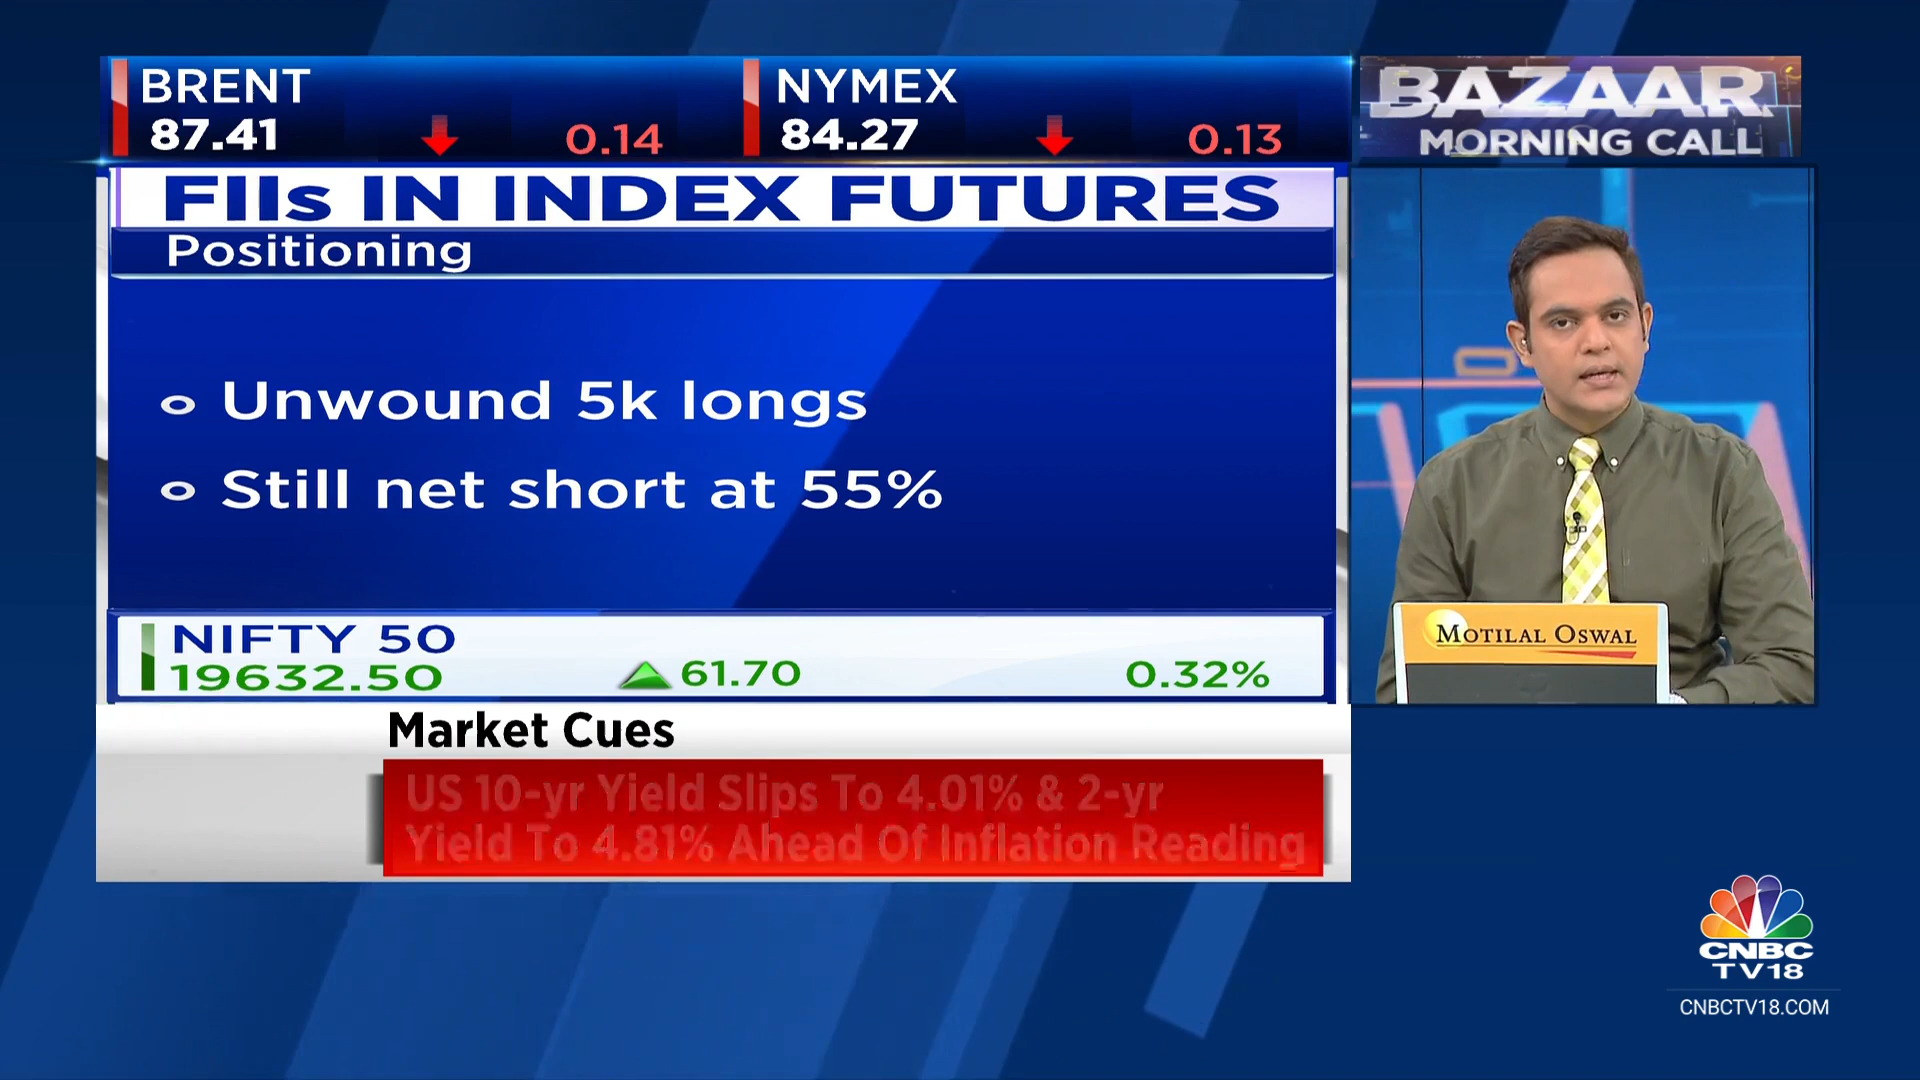 BRENT
87.41
0.14
NYMEX
84.27
0.13
BAZAAR
MORNING CALL
FIIs IN INDEX FUTURES
Positioning
Unwound 5k longs
Still net short at 55%
MOTILAL OSWAL
NIFTY 50
19632.50
61.70
0.32%
Market Cues
US 10-yr Yield Slips To 4.01% & 2-yr
Yield To 4.81% Ahead Of Inflation Reading
CNBC
TV18
CNBCTV18.COM